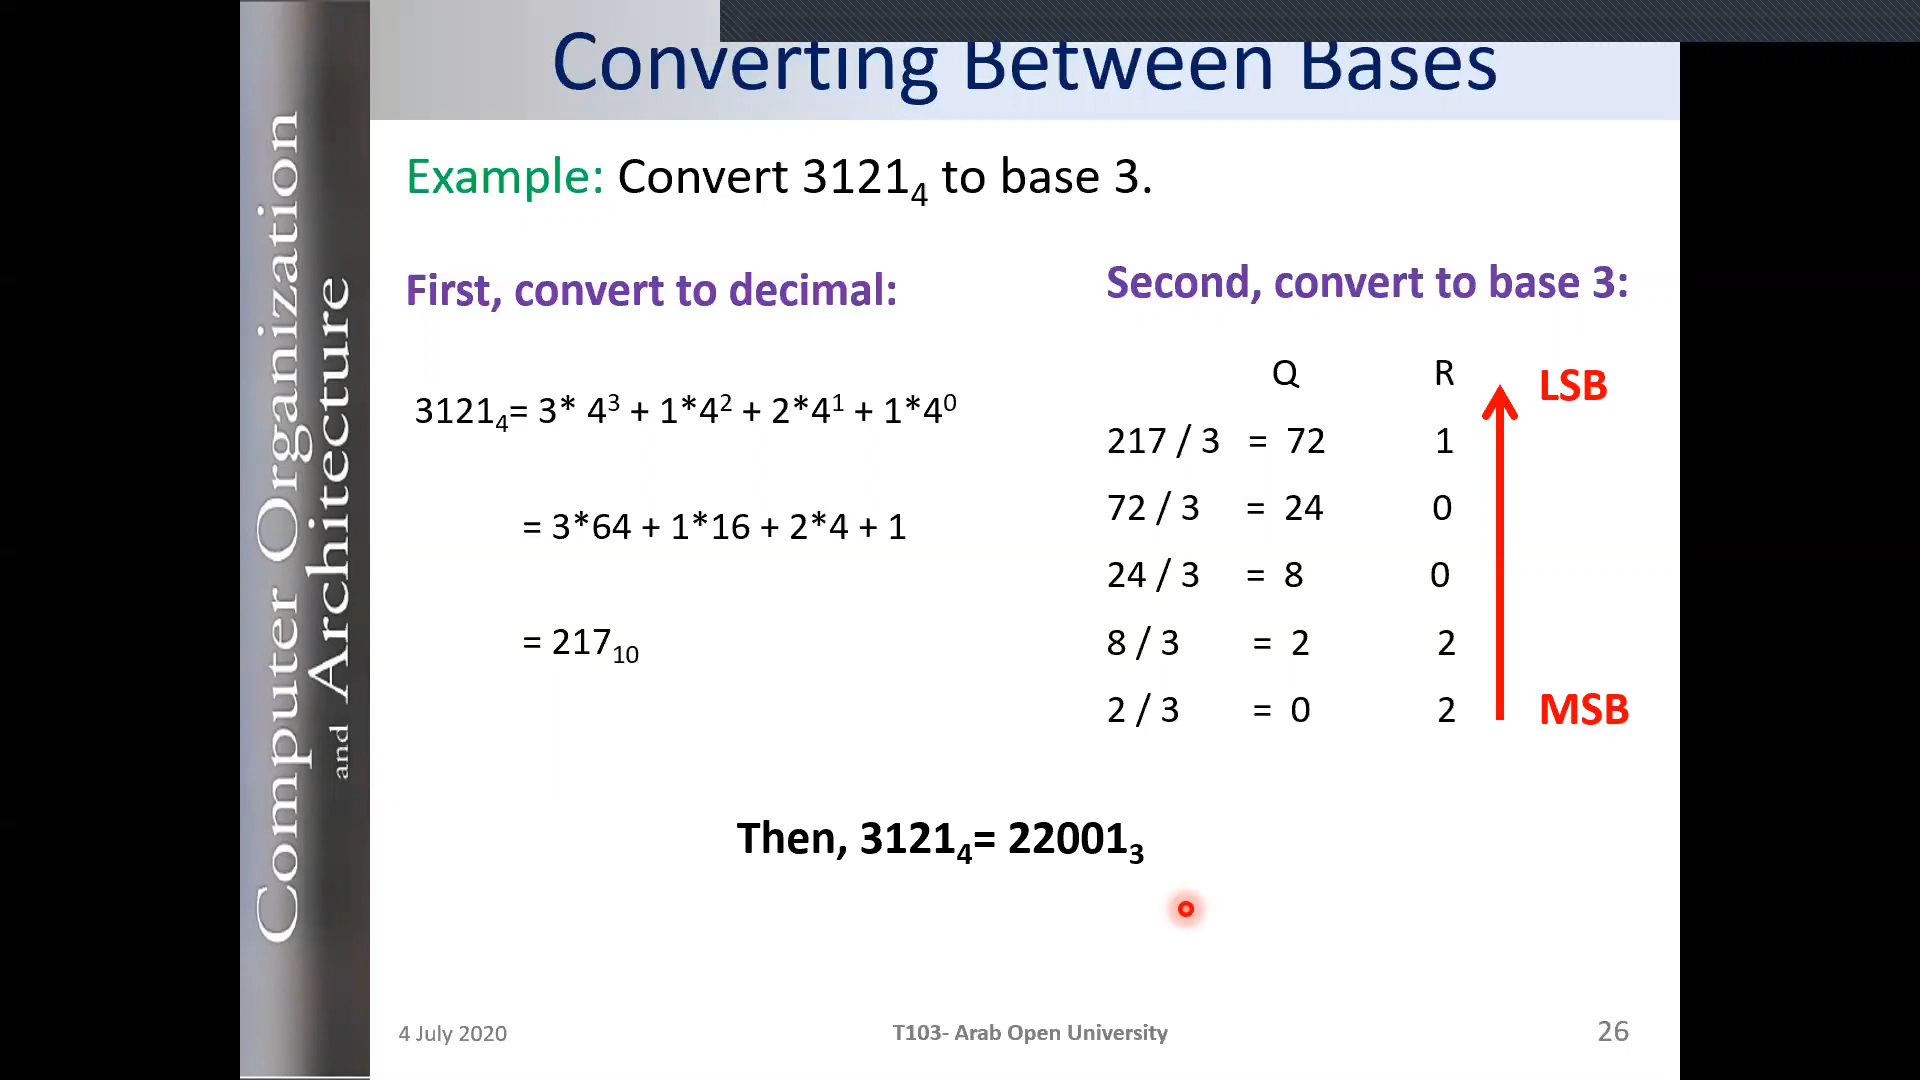 Computer Organization
and Architecture
Converting Between Bases
Example: Convert 3121₄ to base 3.
First, convert to decimal:
3121₄= 3* 4³ + 1*4² + 2*4¹ + 1*4⁰
= 3*64 + 1*16 + 2*4 + 1
= 217₁₀
Second, convert to base 3:
Q R
LSB
217 / 3 = 72 1
72 / 3 = 24 0
24 / 3 = 8 0
8 / 3 = 2 2
2 / 3 = 0 2
MSB
Then, 3121₄= 22001₃
4 July 2020
T103- Arab Open University
26